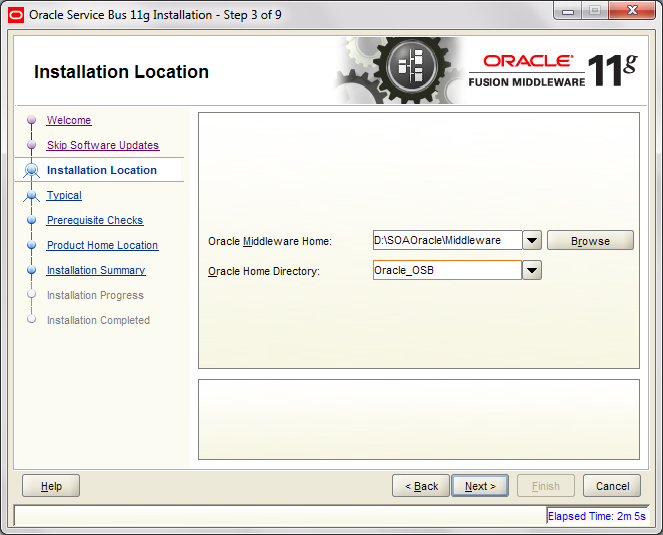 Oracle Service Bus 11g Installation - Step 3 of 9
Installation Location
ORACLE
FUSION MIDDLEWARE 11g
Welcome
Skip Software Updates
Installation Location
Typical
Prerequisite Checks
Product Home Location
Installation Summary
Installation Progress
Installation Completed
Oracle Middleware Home: D:\SOAOracle\Middleware Browse
Oracle Home Directory: Oracle_OSB
Help < Back Next > Finish Cancel
Elapsed Time: 2m 5s